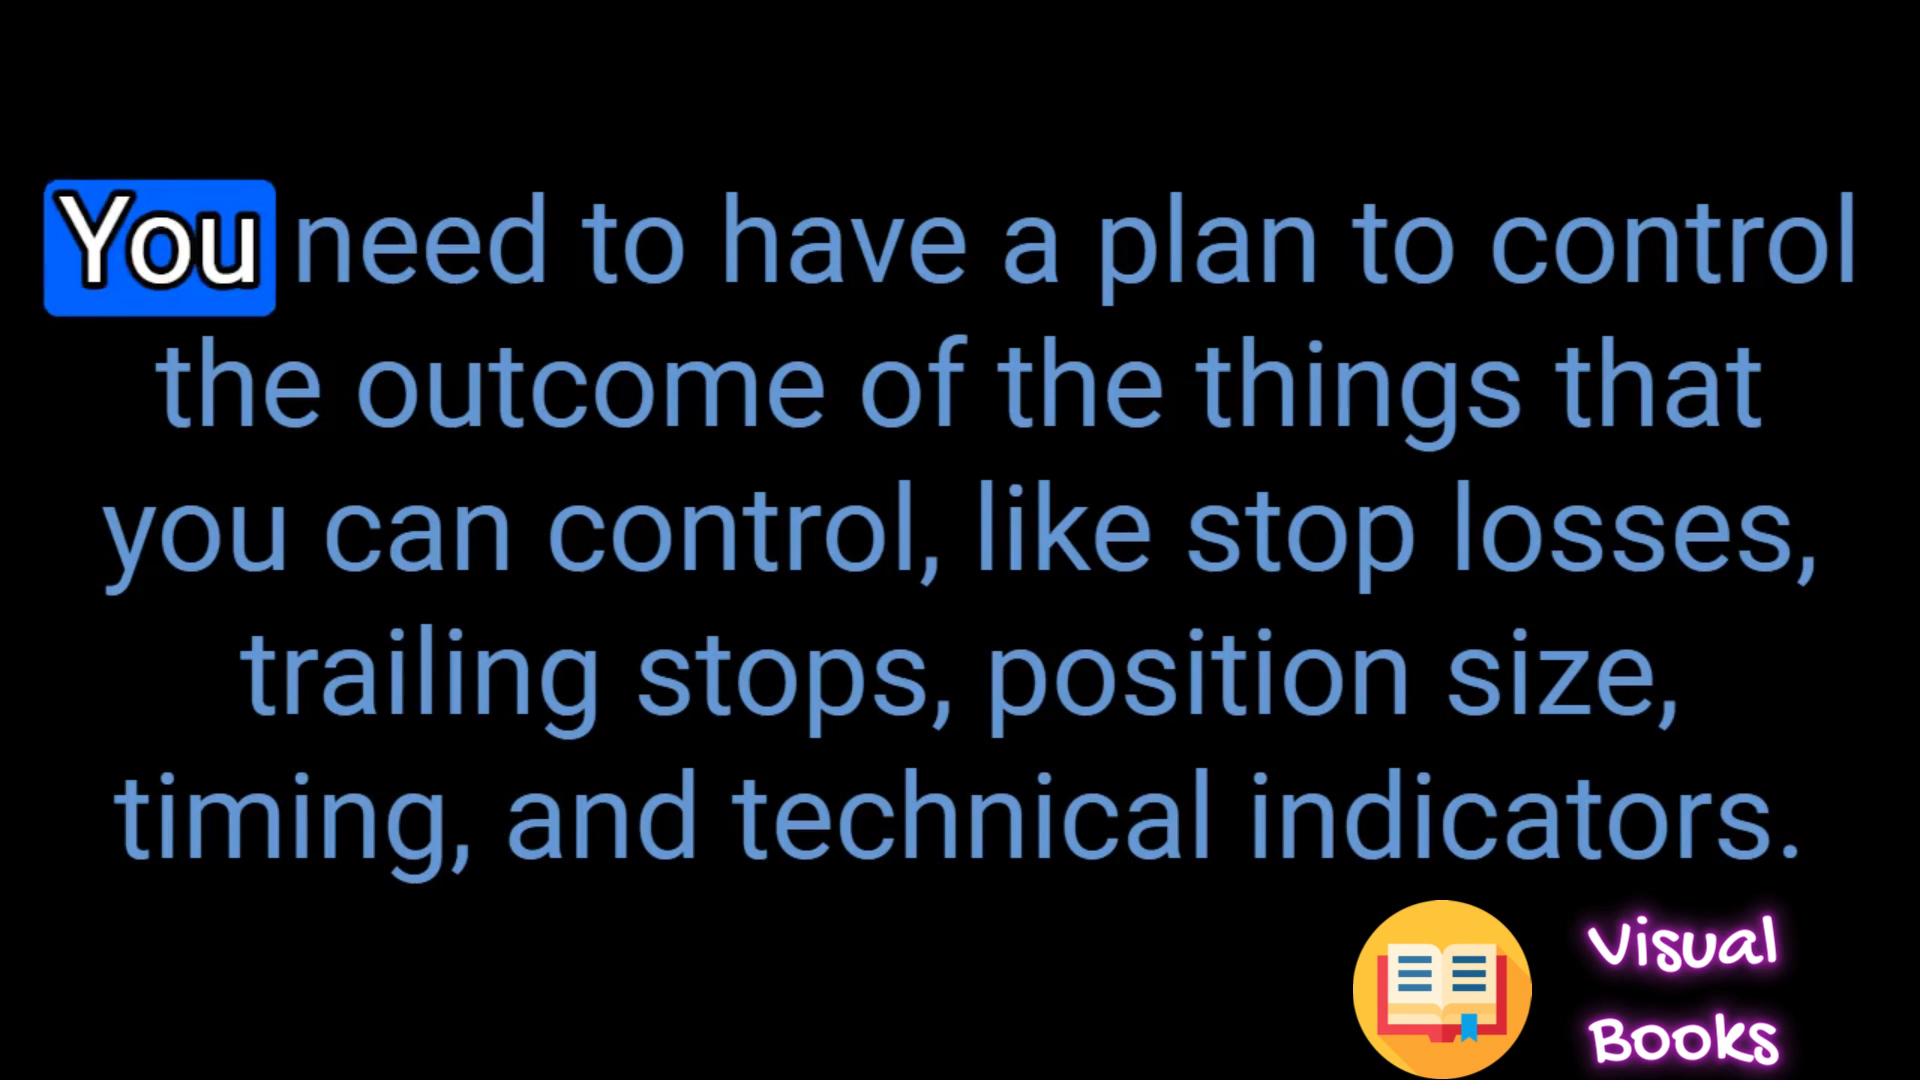 You need to have a plan to control
the outcome of the things that
you can control, like stop losses,
trailing stops, position size,
timing, and technical indicators.
Visual
Books